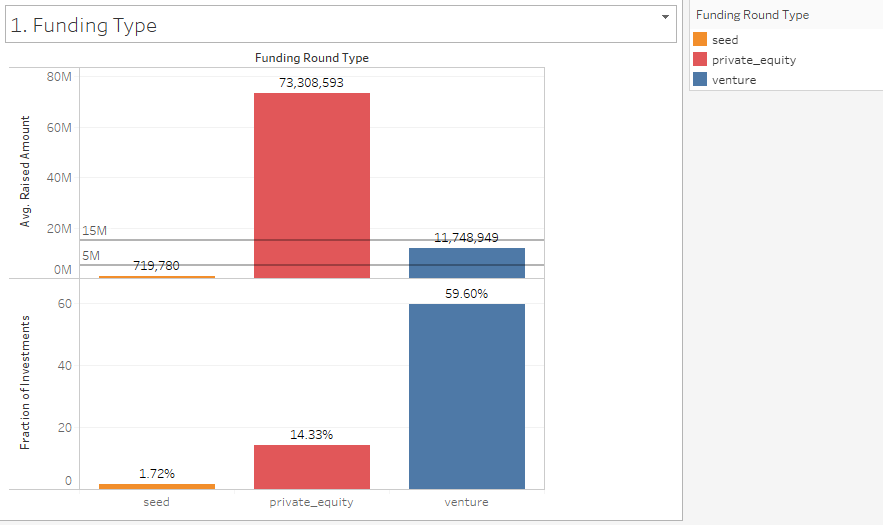 1. Funding Type
Funding Round Type
Avg. Raised Amount
80M
60M
40M
20M
0M
15M
5M
719,780
73,308,593
11,748,949
Fraction of Investments
60
40
20
0
1.72%
14.33%
59.60%
seed
private_equity
venture
Funding Round Type
seed
private_equity
venture